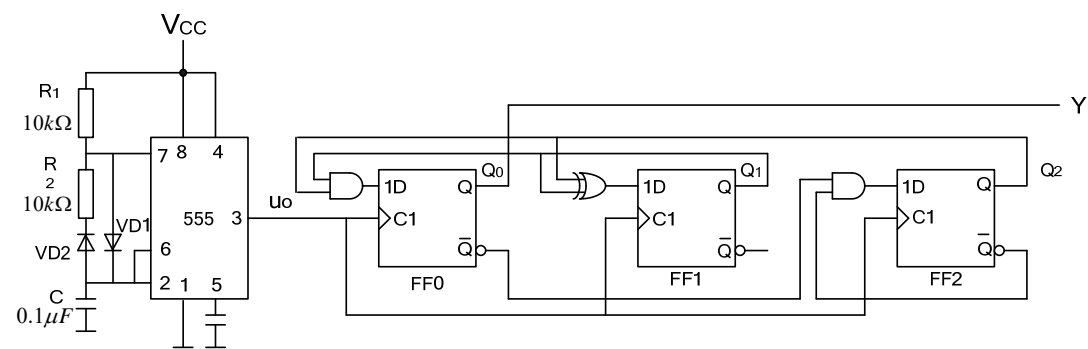 VCC
R1
10kΩ
R
2
10kΩ
VD2
VD1
C
0.1μF
7 8 4
555
3
6
2 1 5
uo
Y
1D Q Q0
C1
Q̅
FF0
1D Q Q1
C1
Q̅
FF1
1D Q Q2
C1
Q̅
FF2